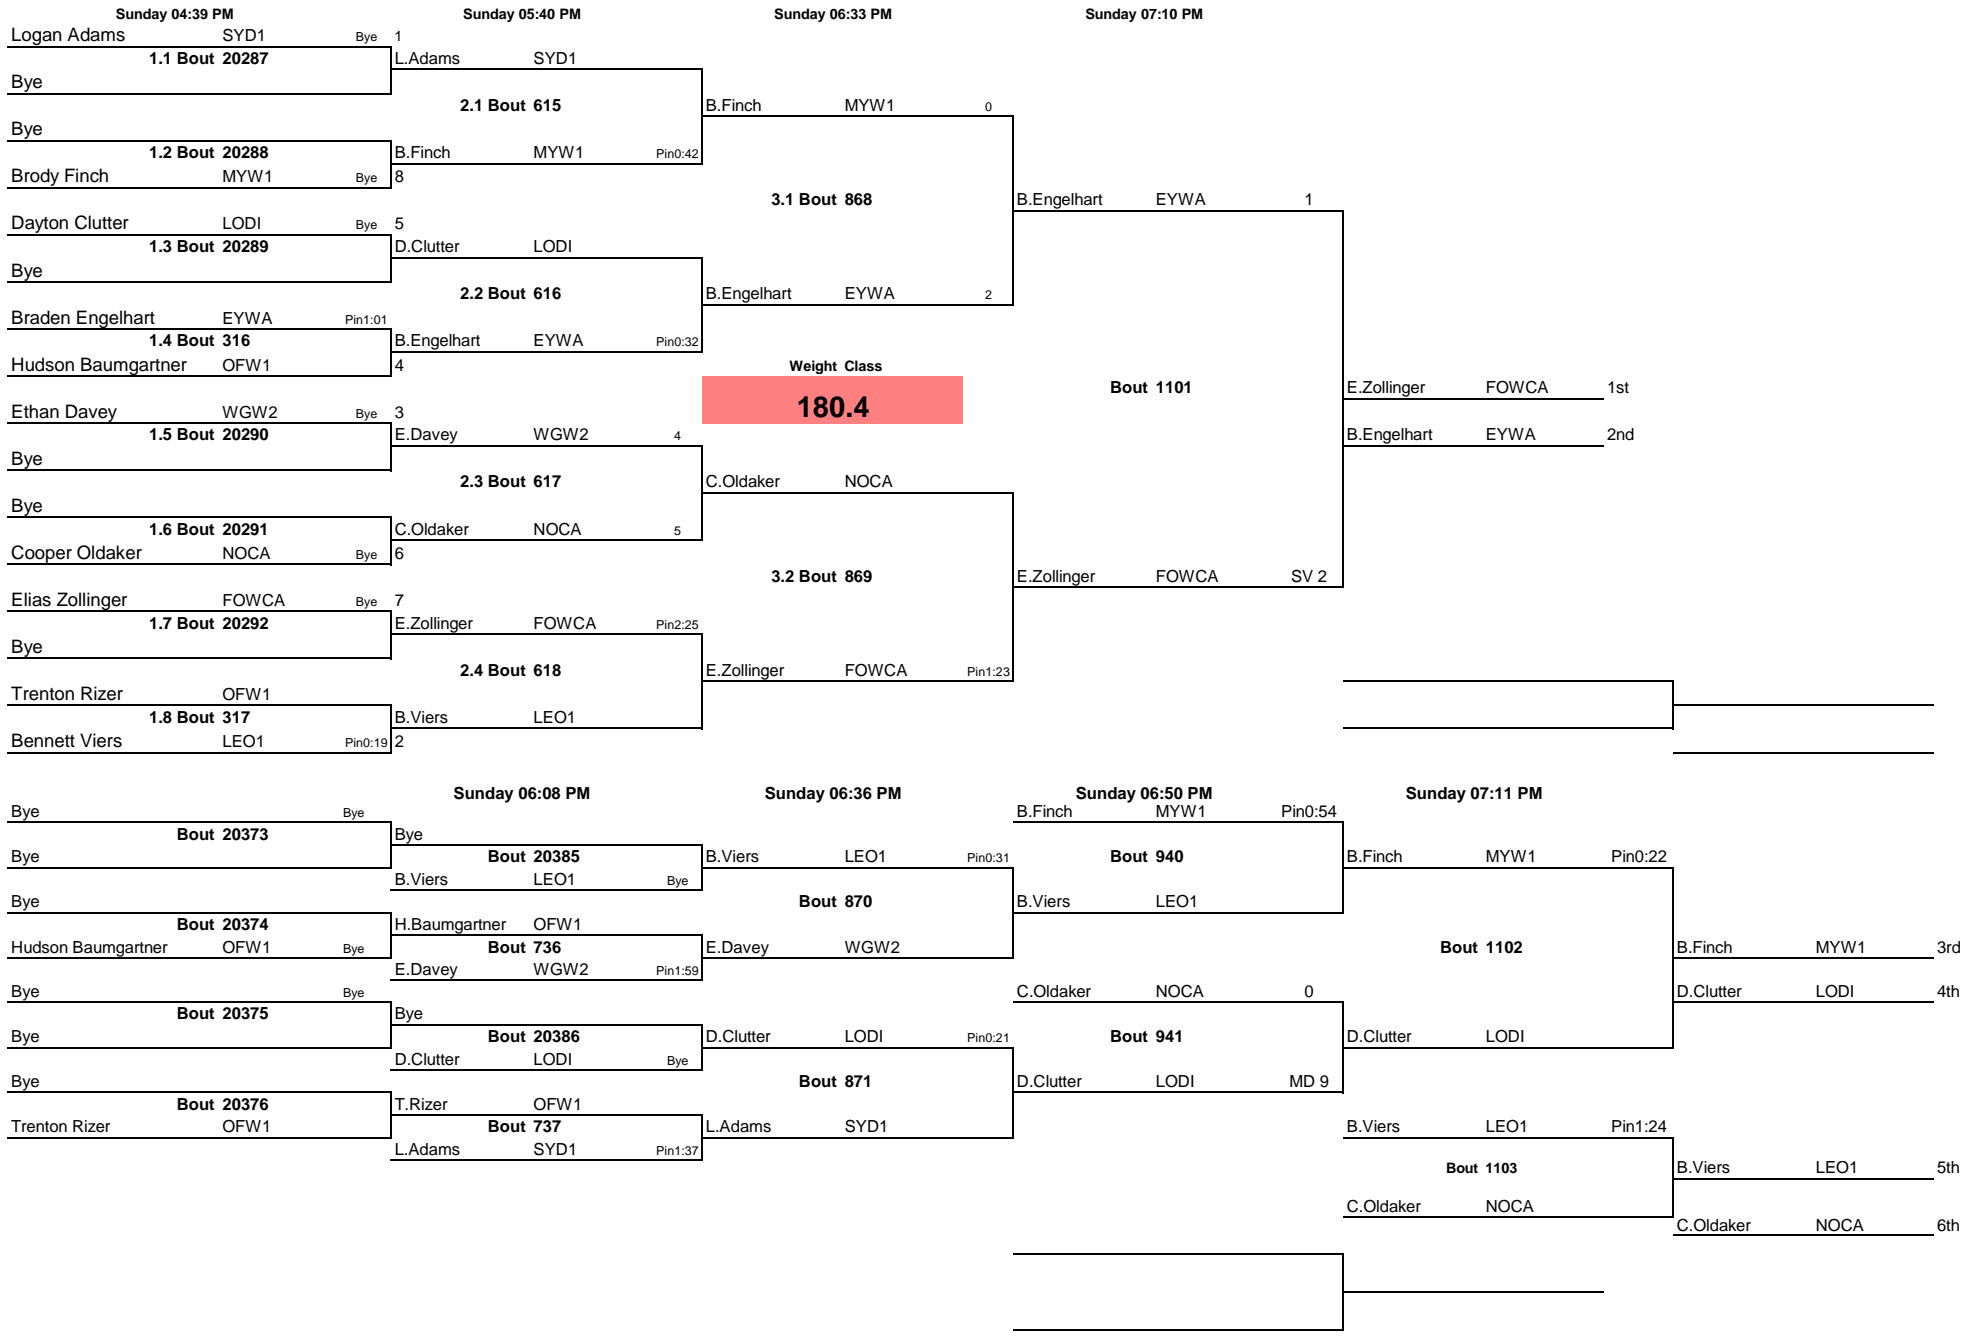 Sunday 04:39 PM Sunday 05:40 PM Sunday 06:33 PM Sunday 07:10 PM
Logan Adams SYD1 Bye 1
1.1 Bout 20287 L.Adams SYD1
Bye
2.1 Bout 615 B.Finch MYW1 0
Bye
1.2 Bout 20288 B.Finch MYW1 Pin0:42
Brody Finch MYW1 Bye 8
3.1 Bout 868 B.Engelhart EYWA 1
Dayton Clutter LODI Bye 5
1.3 Bout 20289 D.Clutter LODI
Bye
2.2 Bout 616 B.Engelhart EYWA 2
Braden Engelhart EYWA Pin1:01
1.4 Bout 316 B.Engelhart EYWA Pin0:32
Hudson Baumgartner OFW1 4 Weight Class
Bout 1101 E.Zollinger FOWCA 1st
Ethan Davey WGW2 Bye 3 180.4
1.5 Bout 20290 E.Davey WGW2 4 B.Engelhart EYWA 2nd
Bye
2.3 Bout 617 C.Oldaker NOCA
Bye
1.6 Bout 20291 C.Oldaker NOCA 5
Cooper Oldaker NOCA Bye 6
3.2 Bout 869 E.Zollinger FOWCA SV 2
Elias Zollinger FOWCA Bye 7
1.7 Bout 20292 E.Zollinger FOWCA Pin2:25
Bye
2.4 Bout 618 E.Zollinger FOWCA Pin1:23
Trenton Rizer OFW1
1.8 Bout 317 B.Viers LEO1
Bennett Viers LEO1 Pin0:19 2
Sunday 06:08 PM Sunday 06:36 PM Sunday 06:50 PM Sunday 07:11 PM
Bye Bye B.Finch MYW1 Pin0:54
Bout 20373 Bye
Bye Bout 20385 B.Viers LEO1 Pin0:31 Bout 940 B.Finch MYW1 Pin0:22
B.Viers LEO1 Bye
Bye Bout 870 B.Viers LEO1
Bout 20374 H.Baumgartner OFW1
Hudson Baumgartner OFW1 Bye Bout 736 E.Davey WGW2 Bout 1102 B.Finch MYW1 3rd
E.Davey WGW2 Pin1:59
Bye Bye C.Oldaker NOCA 0 D.Clutter LODI 4th
Bout 20375 Bye
Bye Bout 20386 D.Clutter LODI Pin0:21 Bout 941 D.Clutter LODI
D.Clutter LODI Bye
Bye Bout 871 D.Clutter LODI MD 9
Bout 20376 T.Rizer OFW1
Trenton Rizer OFW1 Bout 737 L.Adams SYD1 B.Viers LEO1 Pin1:24
L.Adams SYD1 Pin1:37
Bout 1103 B.Viers LEO1 5th
C.Oldaker NOCA
C.Oldaker NOCA 6th